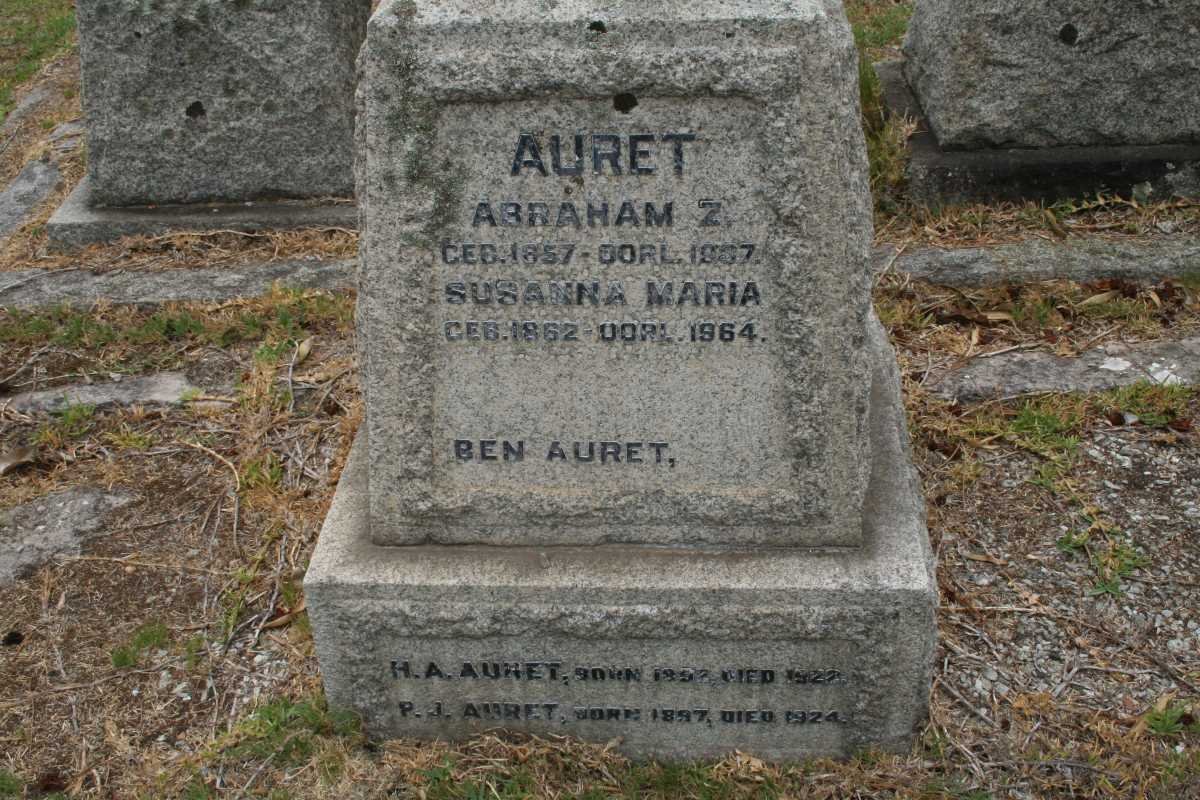 AURET
ABRAHAM Z.
GEB. 1857 - OORL. 1937.
SUSANNA MARIA
GEB. 1862 - OORL. 1964.
BEN AURET,
H. A. AURET, BORN 1892, DIED 1922.
P. J. AURET, BORN 1897, DIED 1924.